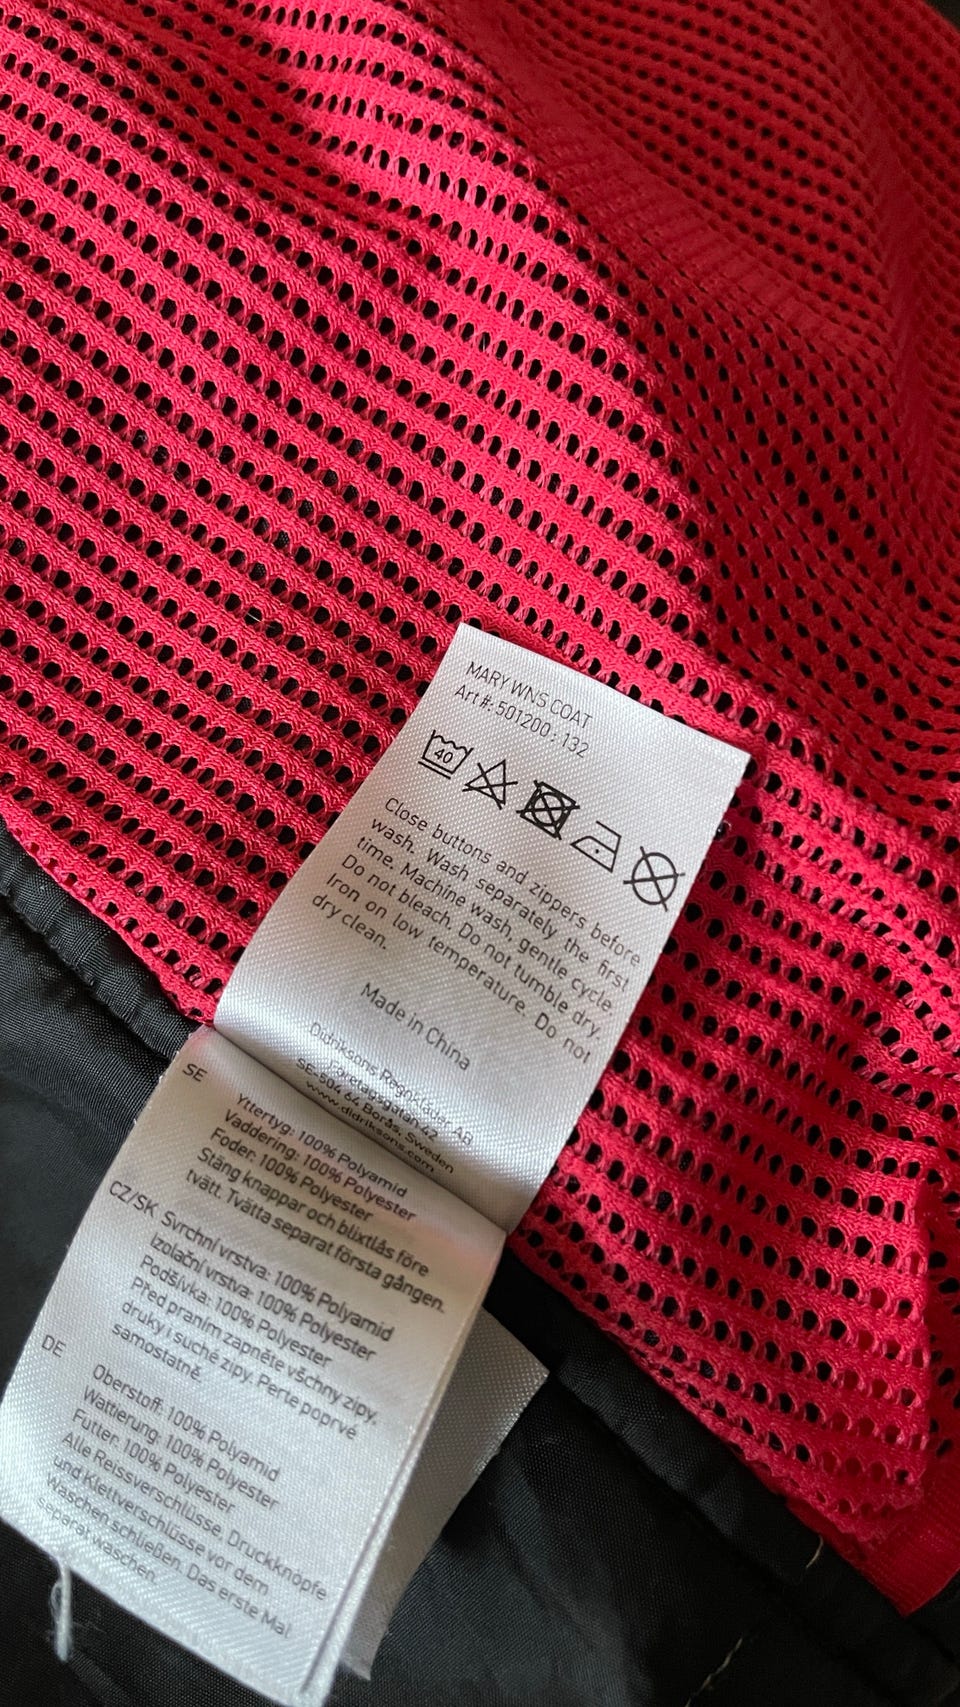 MARY WNS COAT
Art #: 501200 : 132
40
Close buttons and zippers before
wash. Wash separately the first
time. Machine wash, gentle cycle.
Do not bleach. Do not tumble dry.
Iron on low temperature. Do not
dry clean.
Made in China
Didriksons Regnkläder AB
Företagsgatan 42
SE-504 64 Borås, Sweden
www.didriksons.com
SE
Yttertyg: 100% Polyamid
Vaddering: 100% Polyester
Foder: 100% Polyester
Stäng knappar och blixtlås före
tvätt. Tvätta separat första gången.
CZ/SK Svrchní vrstva: 100% Polyamid
Izolační vrstva: 100% Polyester
Podšívka: 100% Polyester
Před praním zapněte všchny zipy,
druky i suché zipy. Perte poprvé
samostatně.
DE
Oberstoff: 100% Polyamid
Wattierung: 100% Polyester
Futter: 100% Polyester
Alle Reissverschlüsse, Druckknöpfe
und Klettverschlüsse vor dem
Waschen schließen. Das erste Mal
separat waschen.